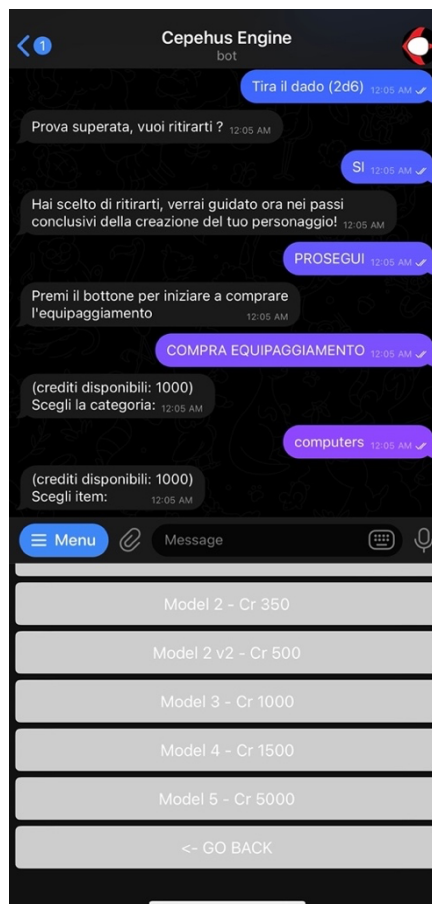 1
Cepehus Engine
bot
Tira il dado (2d6) 12:05 AM
Prova superata, vuoi ritirarti ? 12:05 AM
SI 12:05 AM
Hai scelto di ritirarti, verrai guidato ora nei passi
conclusivi della creazione del tuo personaggio! 12:05 AM
PROSEGUI 12:05 AM
Premi il bottone per iniziare a comprare
l'equipaggiamento 12:05 AM
COMPRA EQUIPAGGIAMENTO 12:05 AM
(crediti disponibili: 1000)
Scegli la categoria: 12:05 AM
computers 12:05 AM
(crediti disponibili: 1000)
Scegli item: 12:05 AM
Menu Message
Model 2 - Cr 350
Model 2 v2 - Cr 500
Model 3 - Cr 1000
Model 4 - Cr 1500
Model 5 - Cr 5000
<- GO BACK